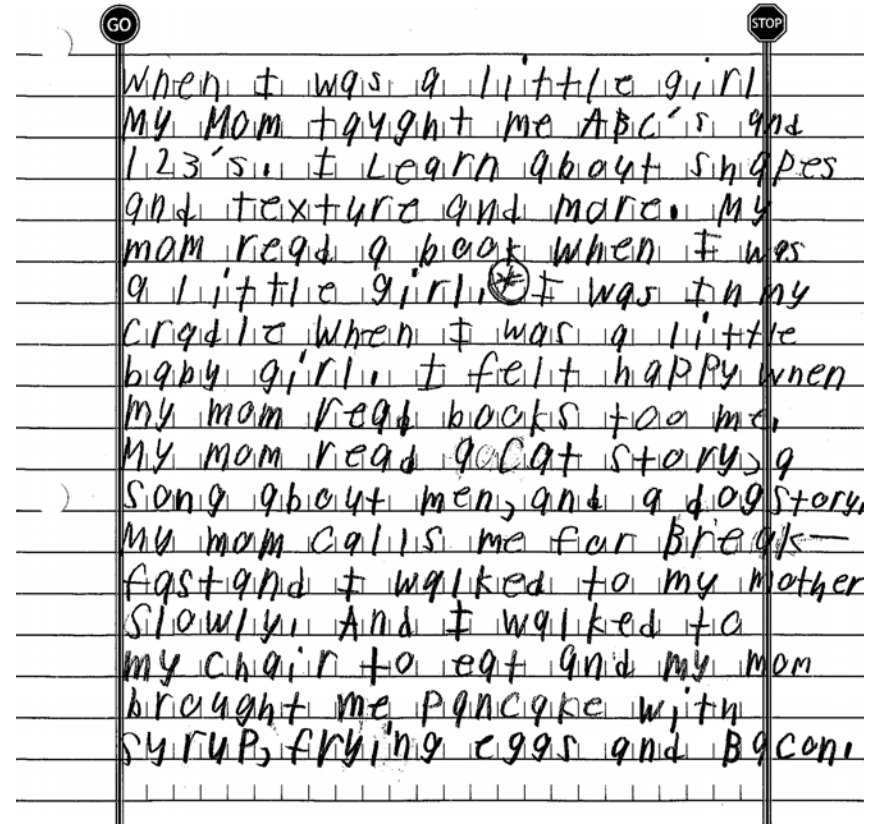 GO STOP
When I was a little girl
My Mom taught me ABC's and
123's. I Learn about shapes
and texture and more. My
mom read a book when I was
a little girl. * I was In my
cradle when I was a little
baby girl. I felt happy when
my mom read books too me.
My mom read a Cat story, a
song about men, and a dog story.
My mom calls me for Break-
fast and I walked to my mother
slowly. And I walked to
my chair to eat and my mom
brought me pancake with
syrup, frying eggs and Bacon.